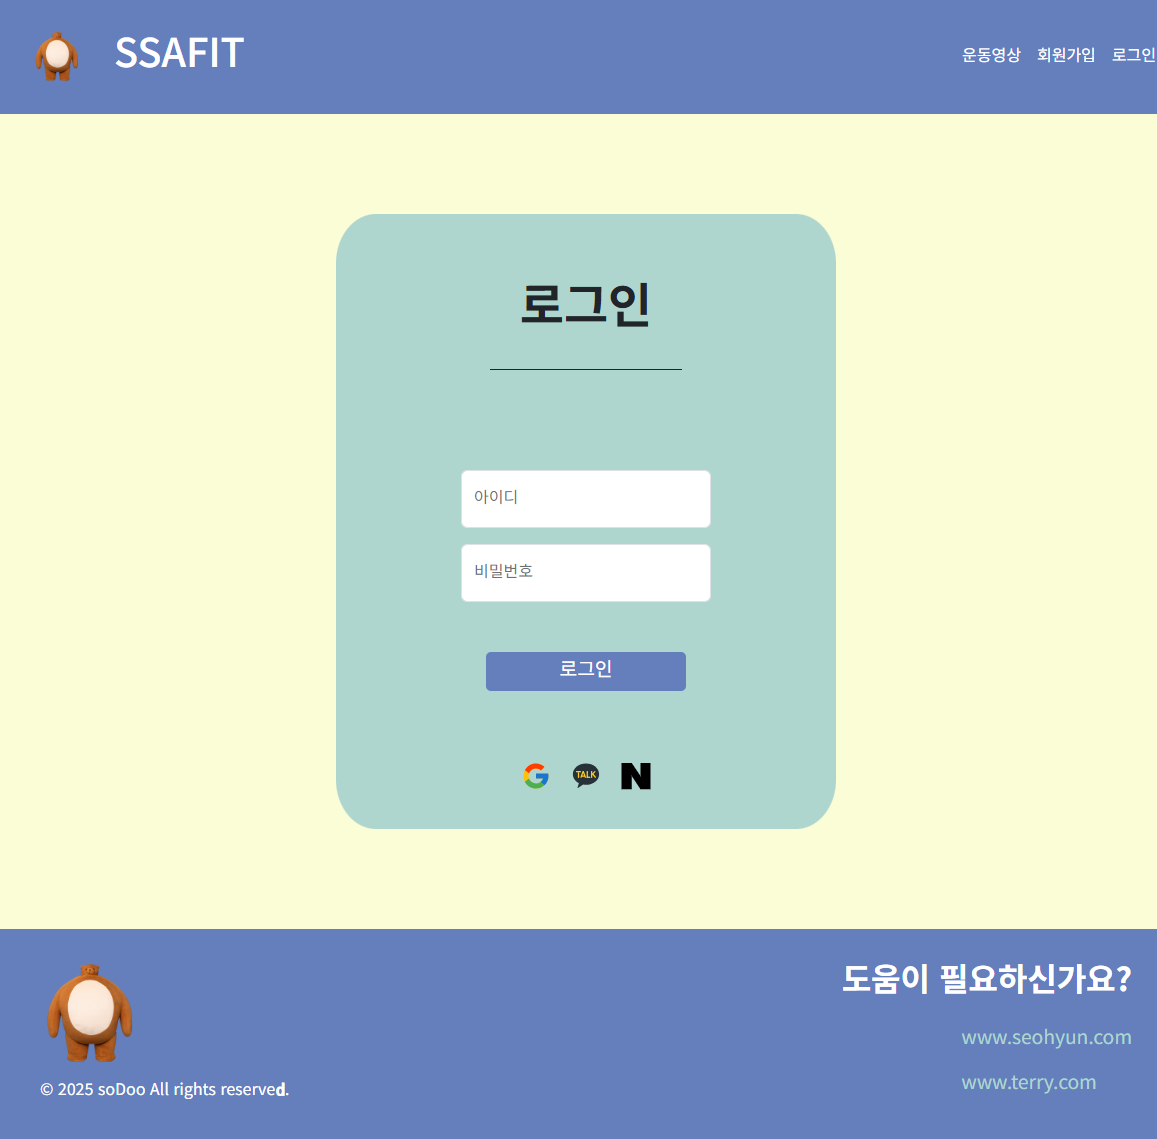 SSAFIT
운동영상 회원가입 로그인
로그인
아이디
비밀번호
로그인
TALK
N
도움이 필요하신가요?
www.seohyun.com
www.terry.com
© 2025 soDoo All rights reserved.